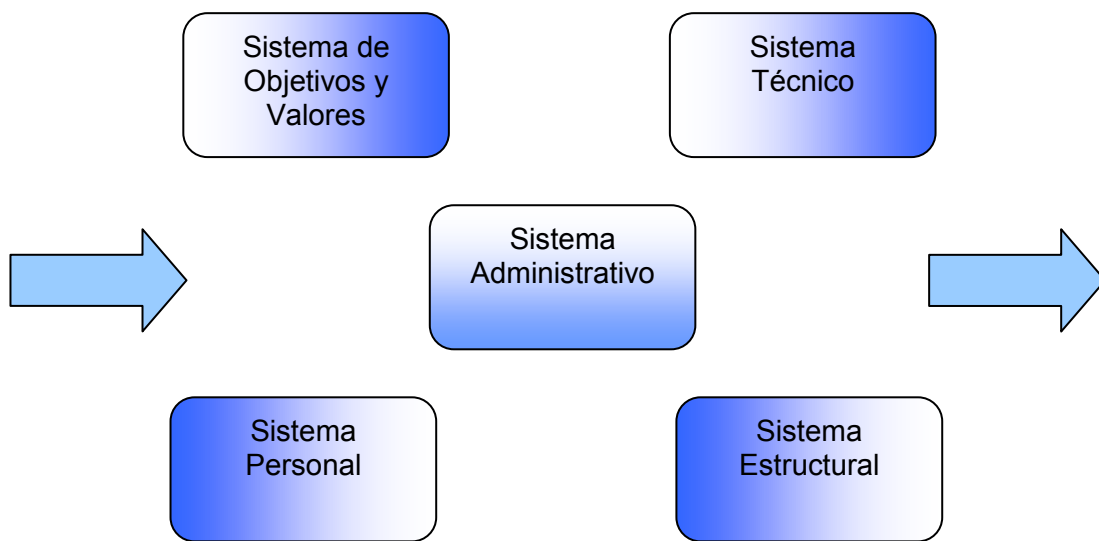 Sistema de
Objetivos y
Valores
Sistema
Técnico
Sistema
Administrativo
Sistema
Personal
Sistema
Estructural